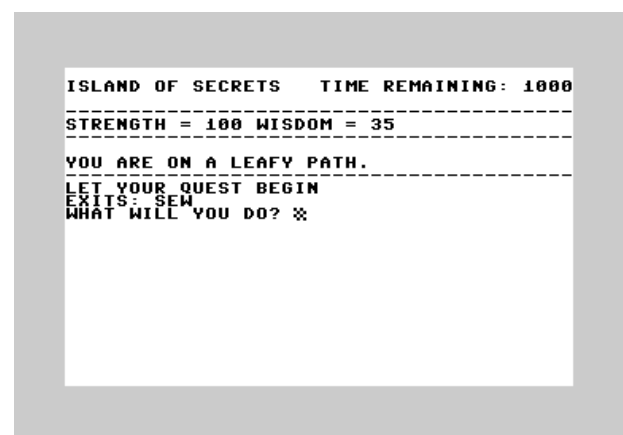 ISLAND OF SECRETS   TIME REMAINING: 1000
----------------------------------------
STRENGTH = 100 WISDOM = 35
----------------------------------------
YOU ARE ON A LEAFY PATH.
----------------------------------------
LET YOUR QUEST BEGIN
EXITS: SEW
WHAT WILL YOU DO?